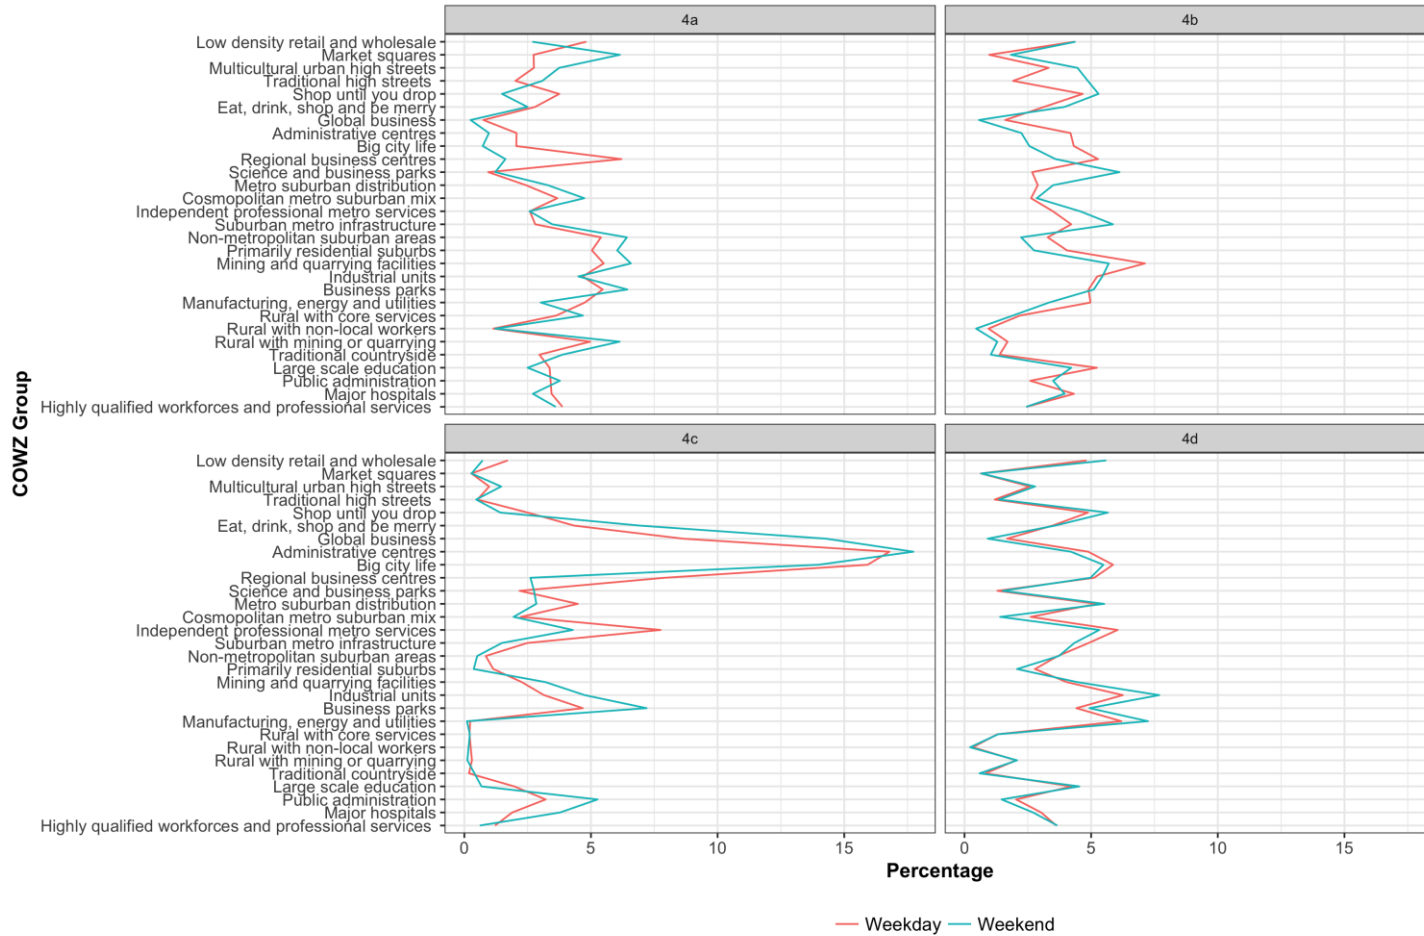 4a
4b
Low density retail and wholesale
Market squares
Multicultural urban high streets
Traditional high streets
Shop until you drop
Eat, drink, shop and be merry
Global business
Administrative centres
Big city life
Regional business centres
Science and business parks
Metro suburban distribution
Cosmopolitan metro suburban mix
Independent professional metro services
Suburban metro infrastructure
Non-metropolitan suburban areas
Primarily residential suburbs
Mining and quarrying facilities
Industrial units
Business parks
Manufacturing, energy and utilities
Rural with core services
Rural with non-local workers
Rural with mining or quarrying
Traditional countryside
Large scale education
Public administration
Major hospitals
Highly qualified workforces and professional services
COWZ Group
4c
4d
Low density retail and wholesale
Market squares
Multicultural urban high streets
Traditional high streets
Shop until you drop
Eat, drink, shop and be merry
Global business
Administrative centres
Big city life
Regional business centres
Science and business parks
Metro suburban distribution
Cosmopolitan metro suburban mix
Independent professional metro services
Suburban metro infrastructure
Non-metropolitan suburban areas
Primarily residential suburbs
Mining and quarrying facilities
Industrial units
Business parks
Manufacturing, energy and utilities
Rural with core services
Rural with non-local workers
Rural with mining or quarrying
Traditional countryside
Large scale education
Public administration
Major hospitals
Highly qualified workforces and professional services
0 5 10 15 0 5 10 15
Percentage
Weekday Weekend